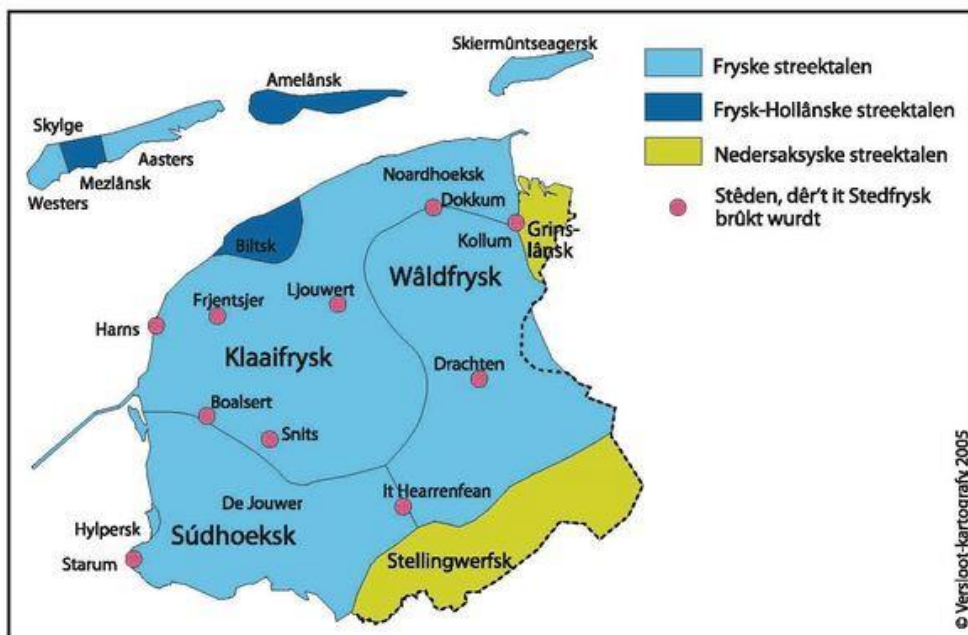 Skiermûntseagersk
Amelânsk
Skylge
Aasters
Mezlânsk
Westers
Fryske streektalen
Frysk-Hollânske streektalen
Nedersaksyske streektalen
Stêden, dêr't it Stedfrysk
brûkt wurdt
Noardhoeksk
Dokkum
Kollum
Grins-
lânsk
Biltsk
Wâldfrysk
Ljouwert
Frjentsjer
Harns
Klaaifrysk
Drachten
Boalsert
Snits
It Hearrenfean
De Jouwer
Hylpersk
Súdhoeksk
Starum
Stellingwerfsk
© Versloot-kartografy 2005